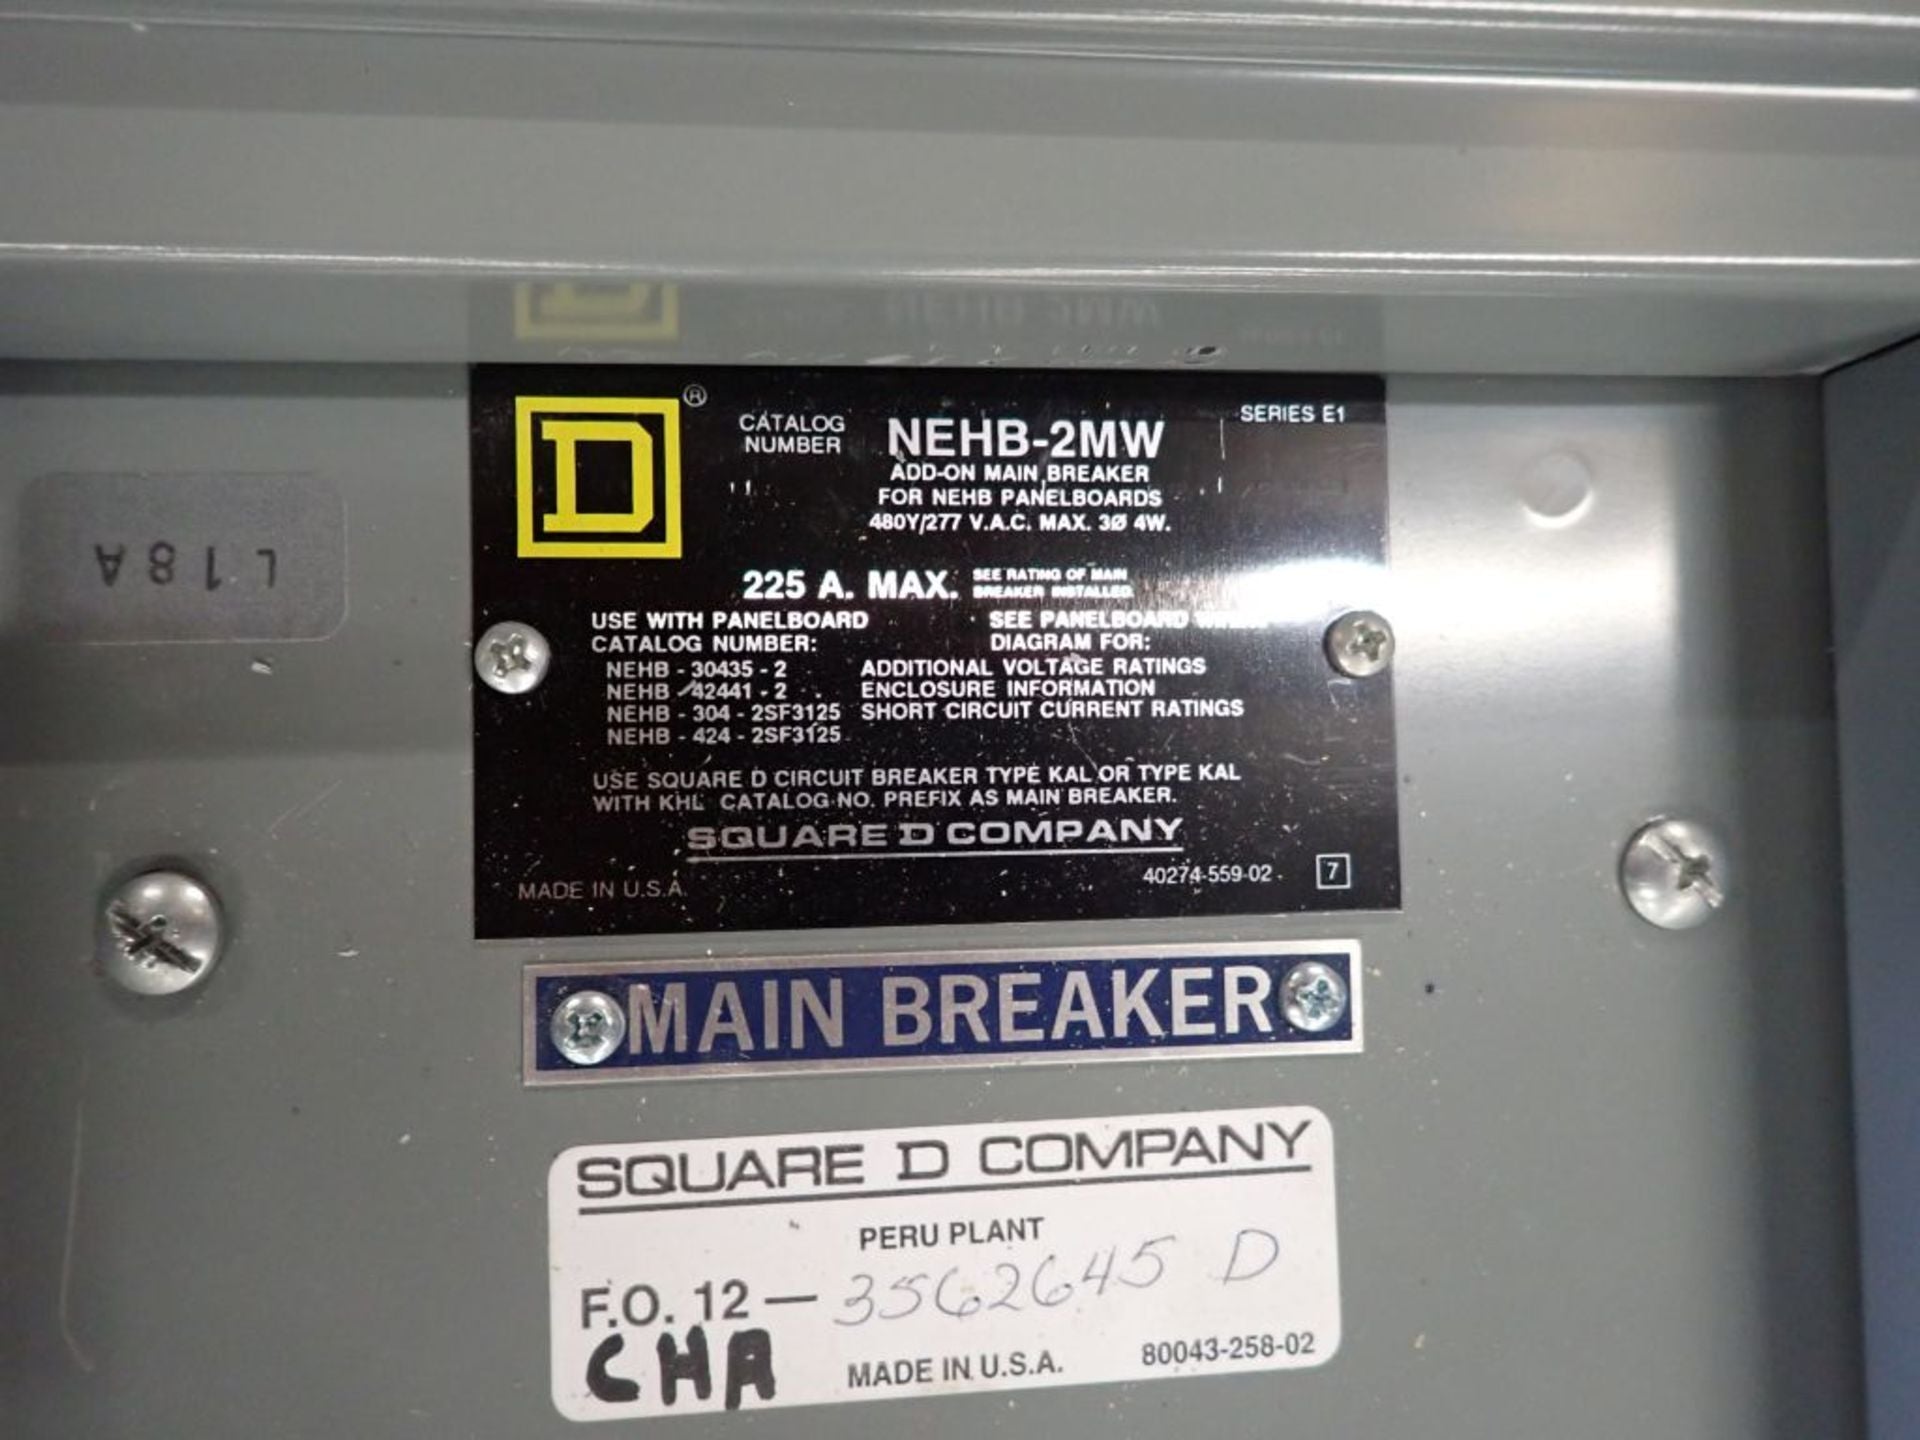 D ®
CATALOG NUMBER NEHB-2MW SERIES E1
ADD-ON MAIN BREAKER
FOR NEHB PANELBOARDS
480Y/277 V.A.C. MAX. 3Ø 4W.
225 A. MAX. SEE RATING OF MAIN BREAKER INSTALLED.
USE WITH PANELBOARD
CATALOG NUMBER:
NEHB - 30435 - 2
NEHB - 42441 - 2
NEHB - 304 - 2SF3125
NEHB - 424 - 2SF3125
SEE PANELBOARD
DIAGRAM FOR:
ADDITIONAL VOLTAGE RATINGS
ENCLOSURE INFORMATION
SHORT CIRCUIT CURRENT RATINGS
USE SQUARE D CIRCUIT BREAKER TYPE KAL OR TYPE KAL
WITH KHL CATALOG NO. PREFIX AS MAIN BREAKER.
SQUARE D COMPANY
MADE IN U.S.A. 40274-559-02 7
L18A
MAIN BREAKER
SQUARE D COMPANY
PERU PLANT
F.O. 12 — 3562645 D
CHA MADE IN U.S.A. 80043-258-02